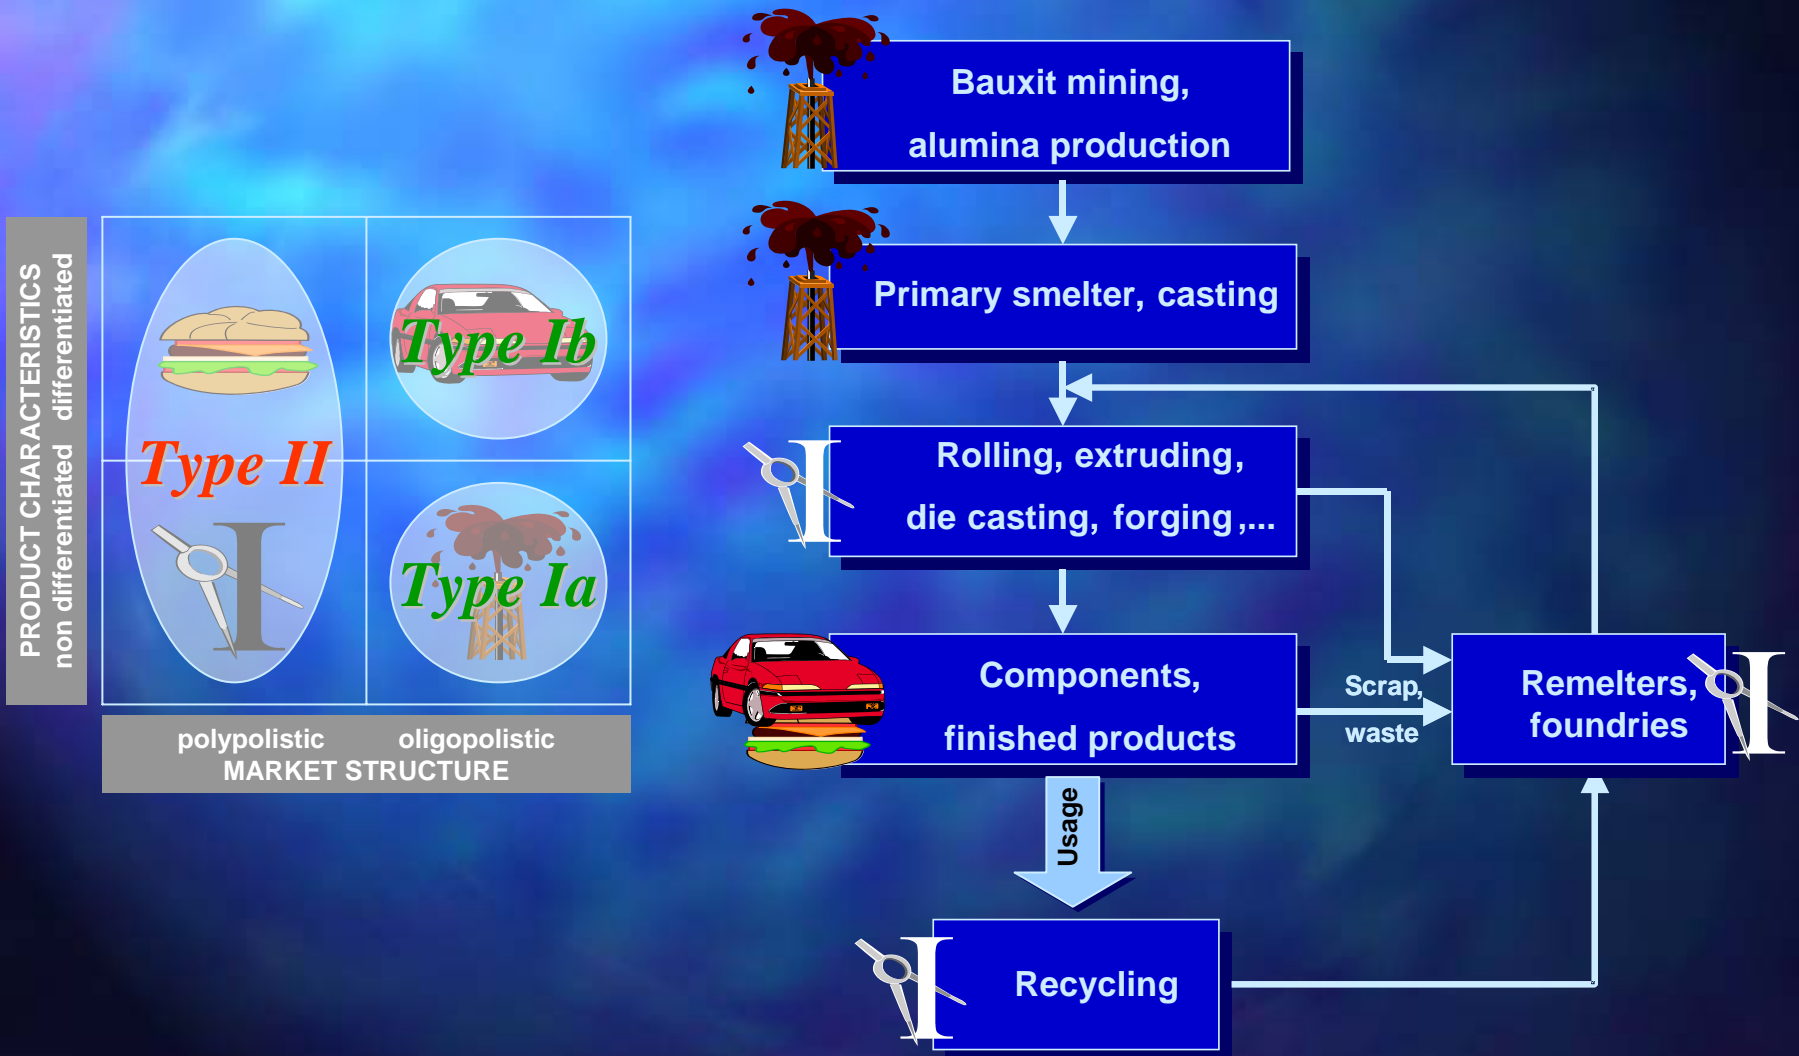 PRODUCT CHARACTERISTICS
non differentiated differentiated
Type II
Type Ib
Type Ia
polypolistic oligopolistic
MARKET STRUCTURE
Bauxit mining,
alumina production
Primary smelter, casting
Rolling, extruding,
die casting, forging,...
Components,
finished products
Scrap,
waste
Remelters,
foundries
Usage
Recycling